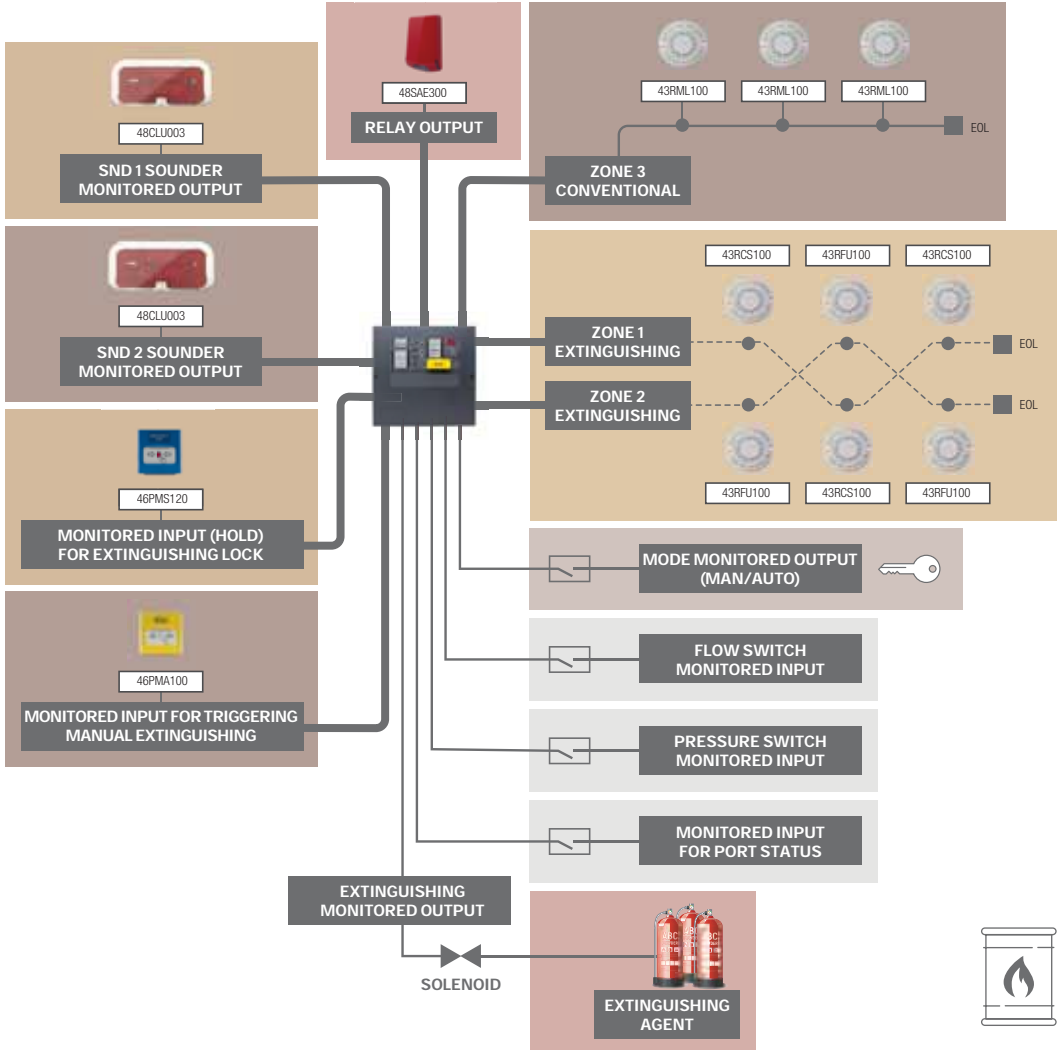 48CLU003
SND 1 SOUNDER
MONITORED OUTPUT
48SAE300
RELAY OUTPUT
43RML100 43RML100 43RML100
EOL
ZONE 3
CONVENTIONAL
48CLU003
SND 2 SOUNDER
MONITORED OUTPUT
43RCS100 43RFU100 43RCS100
ZONE 1
EXTINGUISHING
EOL
ZONE 2
EXTINGUISHING
EOL
43RFU100 43RCS100 43RFU100
46PMS120
MONITORED INPUT (HOLD)
FOR EXTINGUISHING LOCK
MODE MONITORED OUTPUT
(MAN/AUTO)
46PMA100
MONITORED INPUT FOR TRIGGERING
MANUAL EXTINGUISHING
FLOW SWITCH
MONITORED INPUT
PRESSURE SWITCH
MONITORED INPUT
MONITORED INPUT
FOR PORT STATUS
EXTINGUISHING
MONITORED OUTPUT
SOLENOID
ABC
ABC
ABC
EXTINGUISHING
AGENT